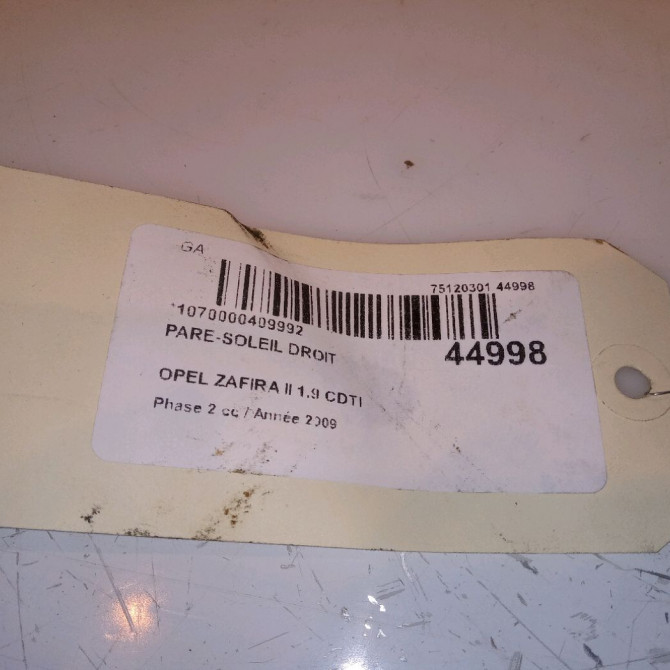 GA
75120301 44998
*1070000409992
PARE-SOLEIL DROIT
44998
OPEL ZAFIRA II 1.9 CDTI
Phase 2 cc / Année 2009